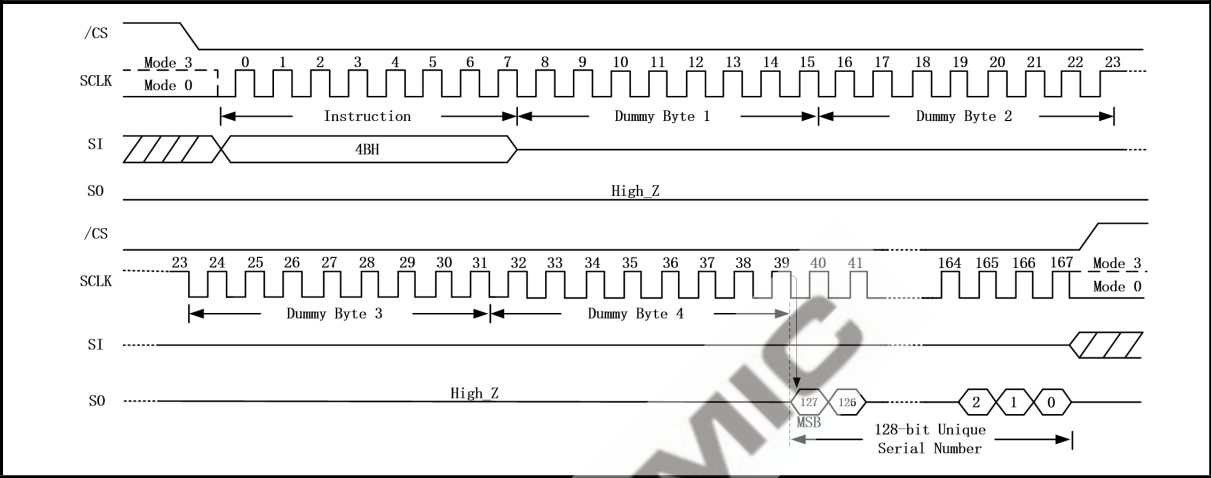 /CS
Mode 3 0 1 2 3 4 5 6 7 8 9 10 11 12 13 14 15 16 17 18 19 20 21 22 23
SCLK
Mode 0
Instruction Dummy Byte 1 Dummy Byte 2
SI
4BH
SO High_Z
/CS
23 24 25 26 27 28 29 30 31 32 33 34 35 36 37 38 39 40 41 164 165 166 167 Mode 3
SCLK
Mode 0
Dummy Byte 3 Dummy Byte 4
SI
High_Z
SO 127 126 2 1 0
MSB
128-bit Unique
Serial Number